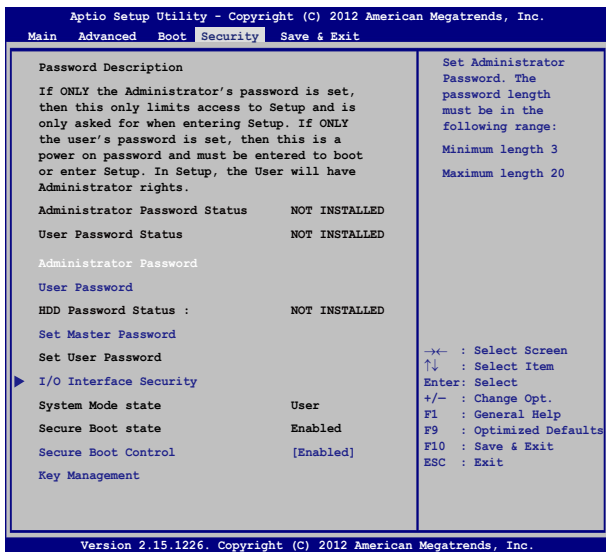 Aptio Setup Utility - Copyright (C) 2012 American Megatrends, Inc.
Main Advanced Boot Security Save & Exit
Password Description
If ONLY the Administrator's password is set,
then this only limits access to Setup and is
only asked for when entering Setup. If ONLY
the user's password is set, then this is a
power on password and must be entered to boot
or enter Setup. In Setup, the User will have
Administrator rights.
Administrator Password Status NOT INSTALLED
User Password Status NOT INSTALLED
Administrator Password
User Password
HDD Password Status : NOT INSTALLED
Set Master Password
Set User Password
I/O Interface Security
System Mode state User
Secure Boot state Enabled
Secure Boot Control [Enabled]
Key Management
Set Administrator
Password. The
password length
must be in the
following range:
Minimum length 3
Maximum length 20
→← : Select Screen
↑↓ : Select Item
Enter: Select
+/— : Change Opt.
F1 : General Help
F9 : Optimized Defaults
F10 : Save & Exit
ESC : Exit
Version 2.15.1226. Copyright (C) 2012 American Megatrends, Inc.